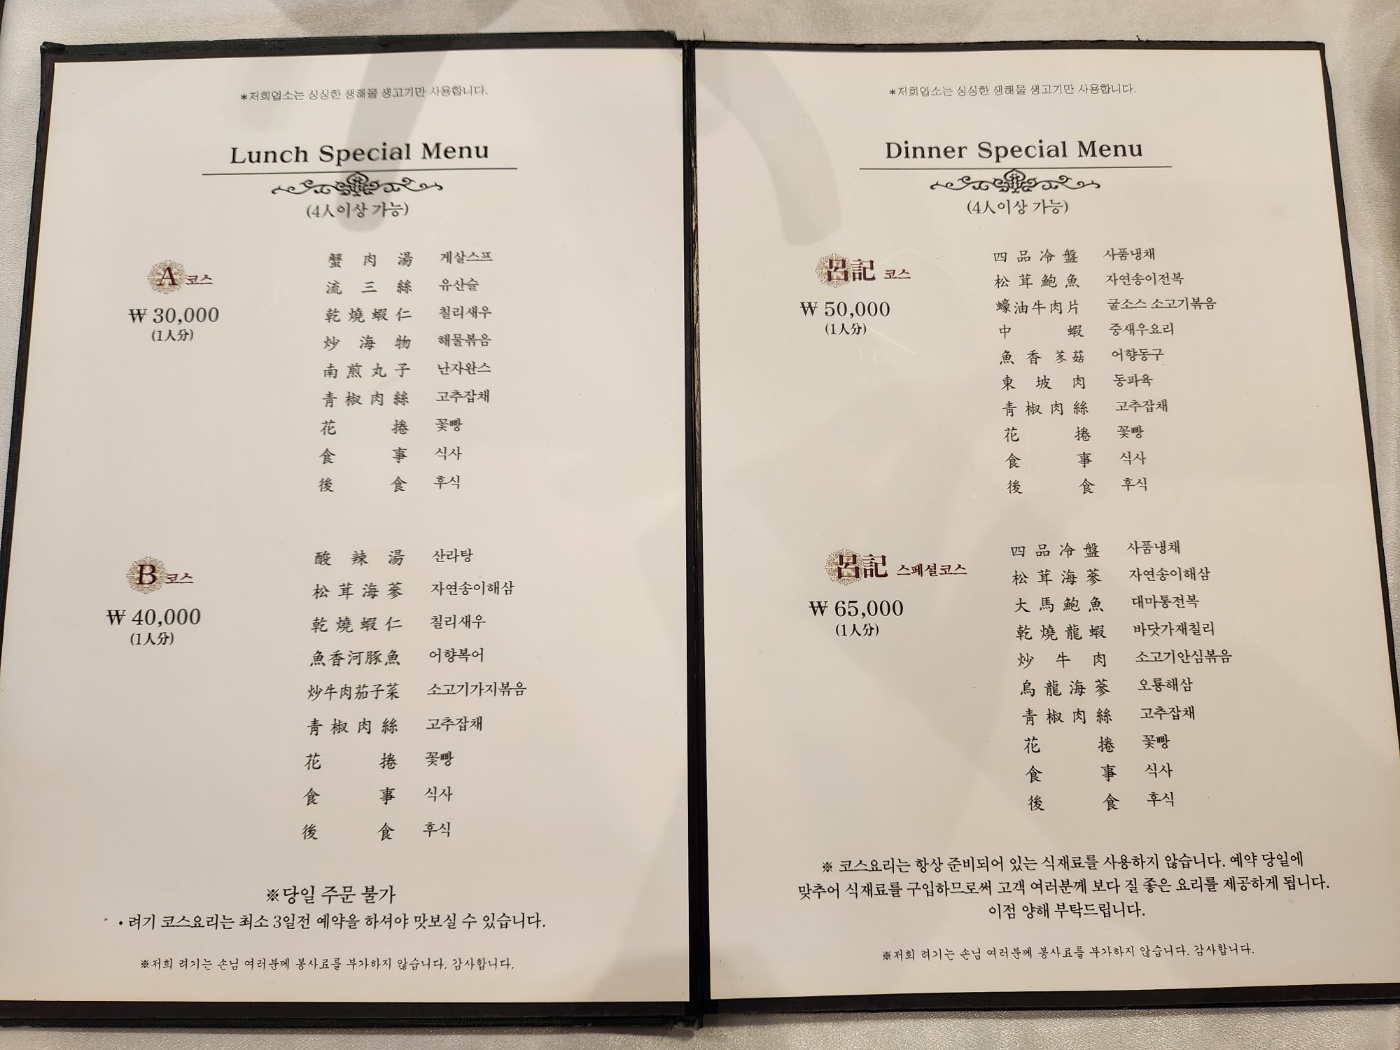 *저희업소는 싱싱한 생해물 생고기만 사용합니다.
Lunch Special Menu
(4人이상 가능)
A 코스
₩ 30,000
(1人分)
蟹肉湯 게살스프
流三絲 유산슬
乾燒蝦仁 칠리새우
炒海物 해물볶음
南煎丸子 난자완스
青椒肉絲 고추잡채
花捲 꽃빵
食事 식사
後食 후식
B 코스
₩ 40,000
(1人分)
酸辣湯 산라탕
松茸海蔘 자연송이해삼
乾燒蝦仁 칠리새우
魚香河豚魚 어향복어
炒牛肉茄子菜 소고기가지볶음
青椒肉絲 고추잡채
花捲 꽃빵
食事 식사
後食 후식
※당일 주문 불가
• 려기 코스요리는 최소 3일전 예약을 하셔야 맛보실 수 있습니다.
※저희 려기는 손님 여러분께 봉사료를 부가하지 않습니다. 감사합니다.
*저희업소는 싱싱한 생해물 생고기만 사용합니다.
Dinner Special Menu
(4人이상 가능)
呂記 코스
₩ 50,000
(1人分)
四品冷盤 사품냉채
松茸鮑魚 자연송이전복
蠔油牛肉片 굴소스 소고기볶음
中蝦 중새우요리
魚香冬菇 어향동구
東坡肉 동파육
青椒肉絲 고추잡채
花捲 꽃빵
食事 식사
後食 후식
呂記 스페셜코스
₩ 65,000
(1人分)
四品冷盤 사품냉채
松茸海蔘 자연송이해삼
大馬鮑魚 대마통전복
乾燒龍蝦 바닷가재칠리
炒牛肉 소고기안심볶음
烏龍海蔘 오룡해삼
青椒肉絲 고추잡채
花捲 꽃빵
食事 식사
後食 후식
※ 코스요리는 항상 준비되어 있는 식재료를 사용하지 않습니다. 예약 당일에
맞추어 식재료를 구입하므로써 고객 여러분께 보다 질 좋은 요리를 제공하게 됩니다.
이점 양해 부탁드립니다.
※저희 려기는 손님 여러분께 봉사료를 부가하지 않습니다. 감사합니다.